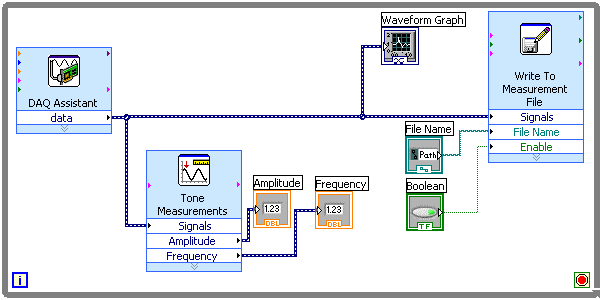 Waveform Graph
DAQ Assistant
data
Write To
Measurement
File
Signals
File Name
Enable
File Name
Path
Boolean
TF
Tone
Measurements
Signals
Amplitude
Frequency
Amplitude
1.23
DBL
Frequency
1.23
DBL
i